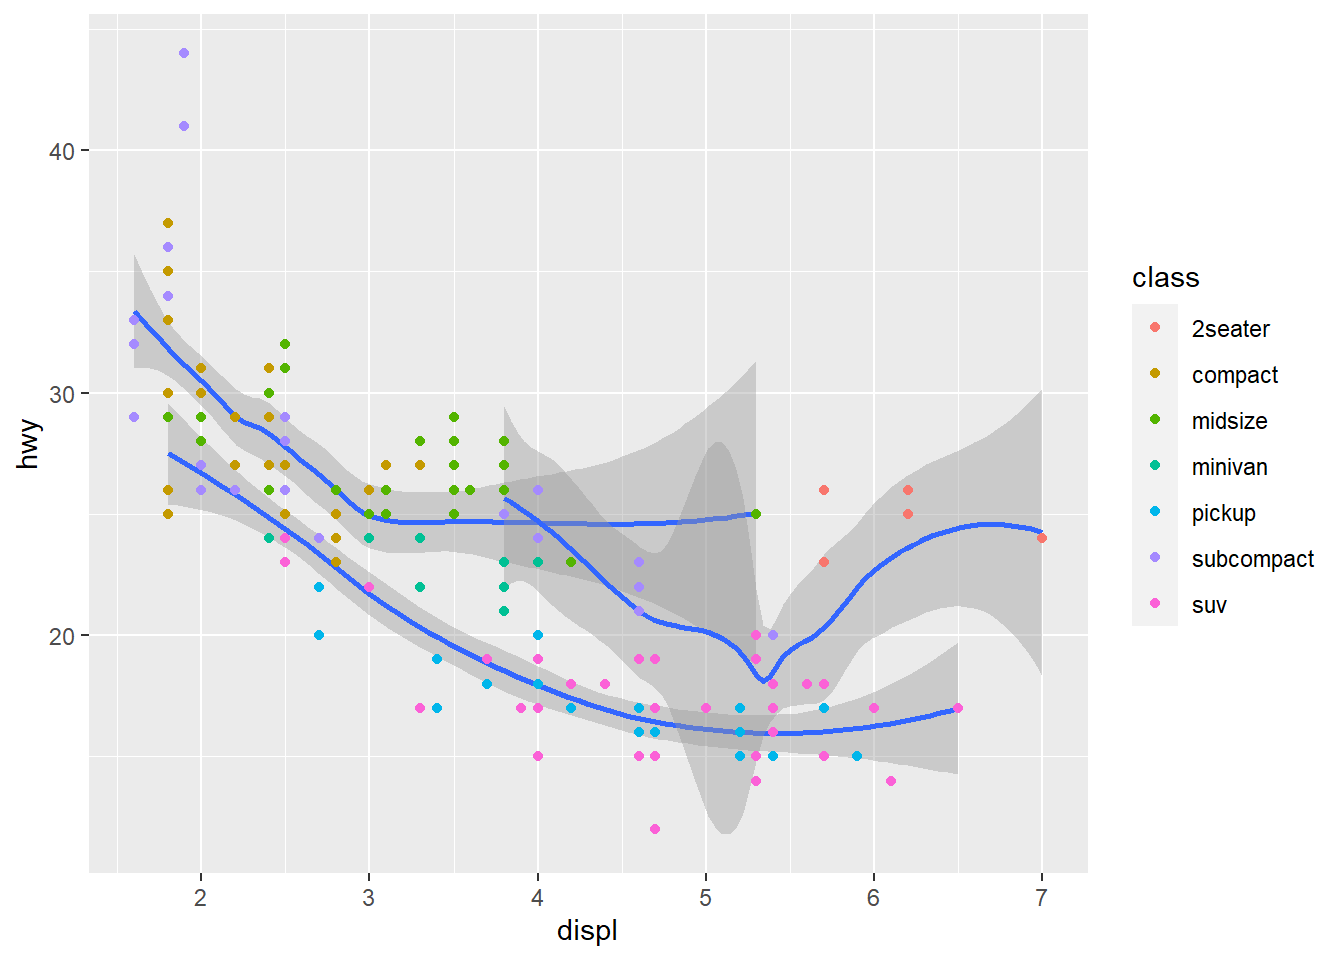 40
30
20
hwy
2
3
4
5
6
7
displ
class
2seater
compact
midsize
minivan
pickup
subcompact
suv